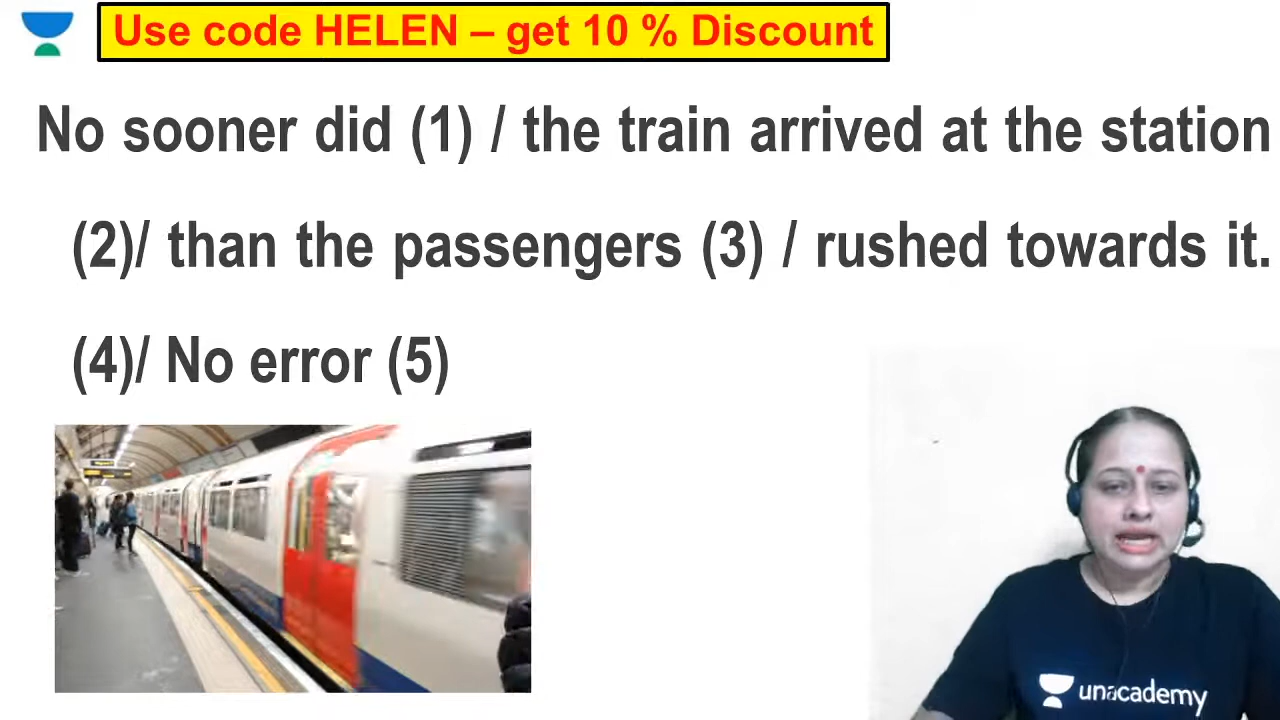 Use code HELEN – get 10 % Discount
No sooner did (1) / the train arrived at the station
(2)/ than the passengers (3) / rushed towards it.
(4)/ No error (5)
unacademy